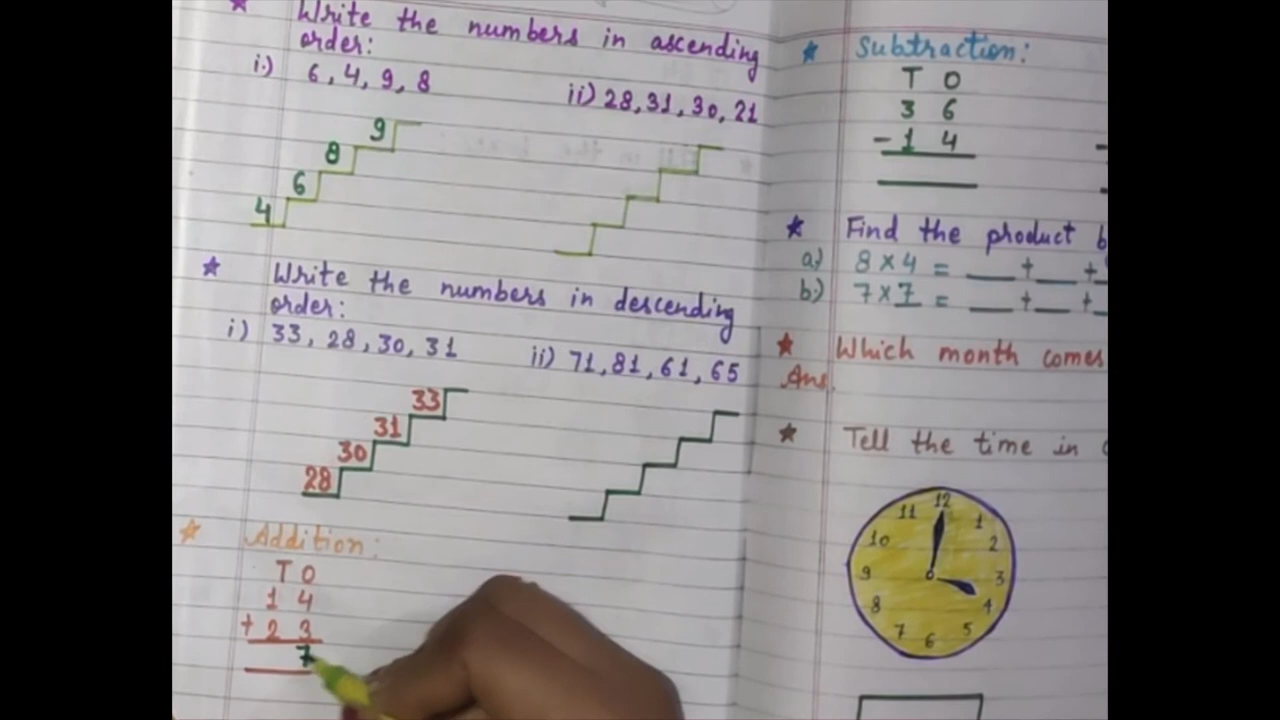 Write the numbers in ascending
order:
i.) 6, 4, 9, 8
ii) 28, 31, 30, 21
9
8
6
4
Write the numbers in descending
order:
i) 33, 28, 30, 31
ii) 71, 81, 61, 65
33
31
30
28
Addition:
T O
1 4
+ 2 3
7
Subtraction:
T O
3 6
- 1 4
Find the product b
a) 8 × 4 = __ + __ +
b) 7 × 7 = __ + __ +
Which month comes
Ans.
Tell the time in
12
11 1
10 2
9 3
8 4
7 5
6